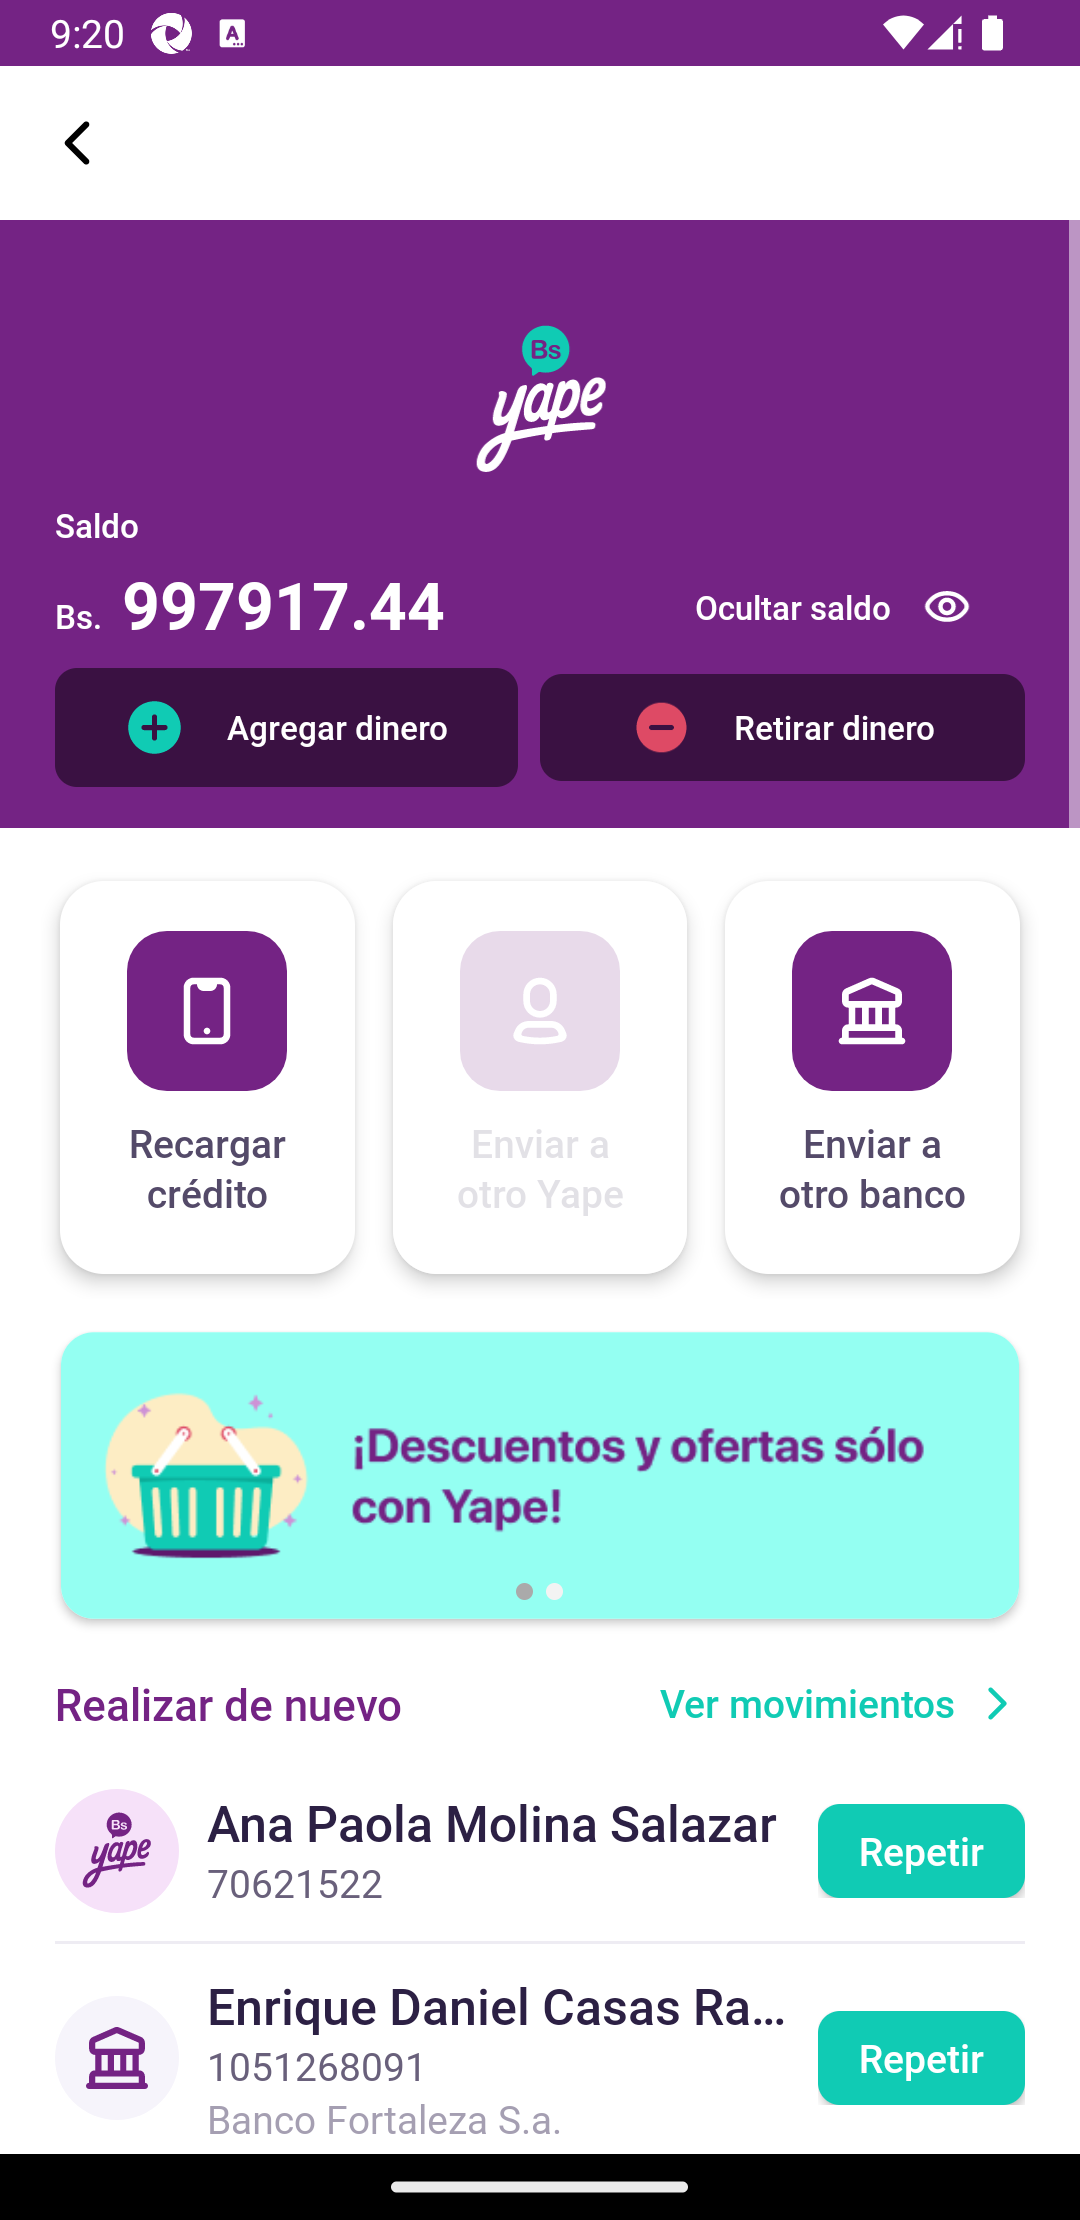 9:20
Bs
yape
Saldo
Bs. 997917.44
Ocultar saldo
Agregar dinero
Retirar dinero
Recargar
crédito
Enviar a
otro Yape
Enviar a
otro banco
¡Descuentos y ofertas sólo
con Yape!
Realizar de nuevo
Ver movimientos
Bs
yape
Ana Paola Molina Salazar
70621522
Repetir
Enrique Daniel Casas Ra...
1051268091
Banco Fortaleza S.a.
Repetir